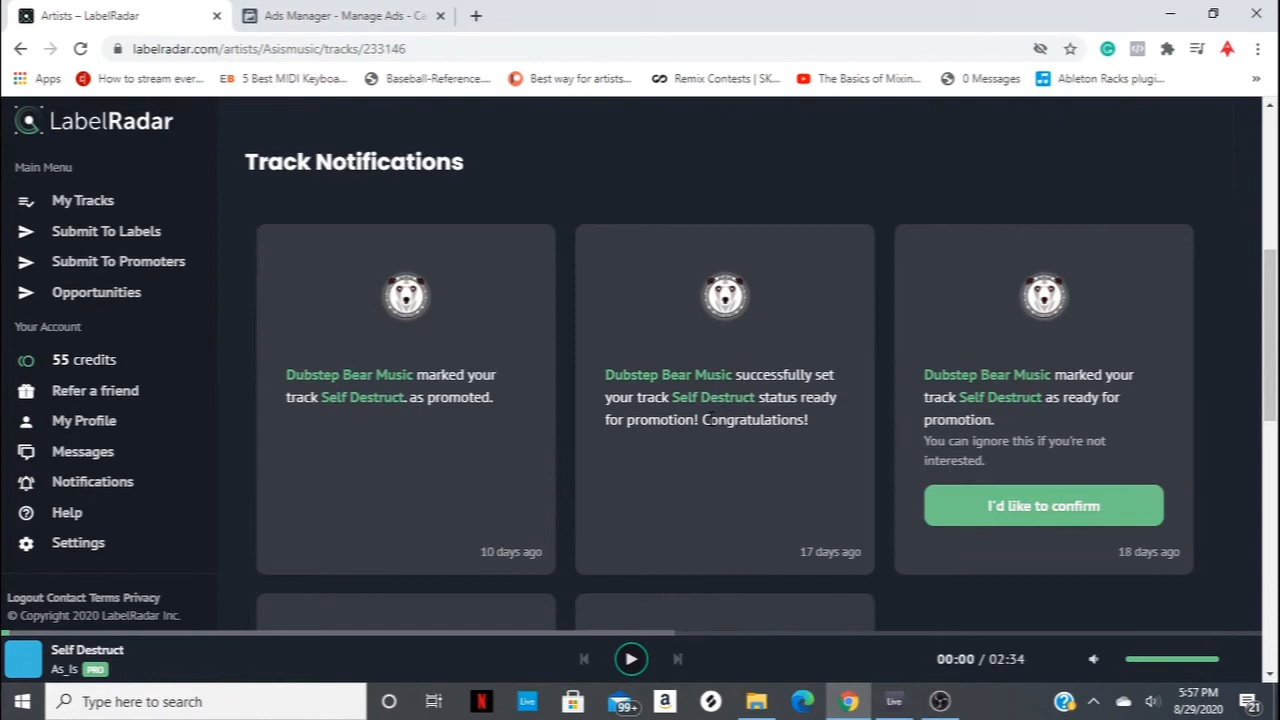 Artists – LabelRadar
Ads Manager - Manage Ads - Ca
labelradar.com/artists/Asismusic/tracks/233146
Apps
How to stream ever...
5 Best MIDI Keyboa...
Baseball-Reference....
Best way for artists...
Remix Contests | SK...
The Basics of Mixin...
0 Messages
Ableton Racks plugi...
LabelRadar
Main Menu
My Tracks
Submit To Labels
Submit To Promoters
Opportunities
Your Account
55 credits
Refer a friend
My Profile
Messages
Notifications
Help
Settings
Logout Contact Terms Privacy
© Copyright 2020 LabelRadar Inc.
Track Notifications
Dubstep Bear Music marked your
track Self Destruct. as promoted.
10 days ago
Dubstep Bear Music successfully set
your track Self Destruct status ready
for promotion! Congratulations!
17 days ago
Dubstep Bear Music marked your
track Self Destruct as ready for
promotion.
You can ignore this if you're not
interested.
I'd like to confirm
18 days ago
Self Destruct
As_Is PRO
00:00 / 02:34
Type here to search
99+
Live
Live
5:57 PM
8/29/2020
21